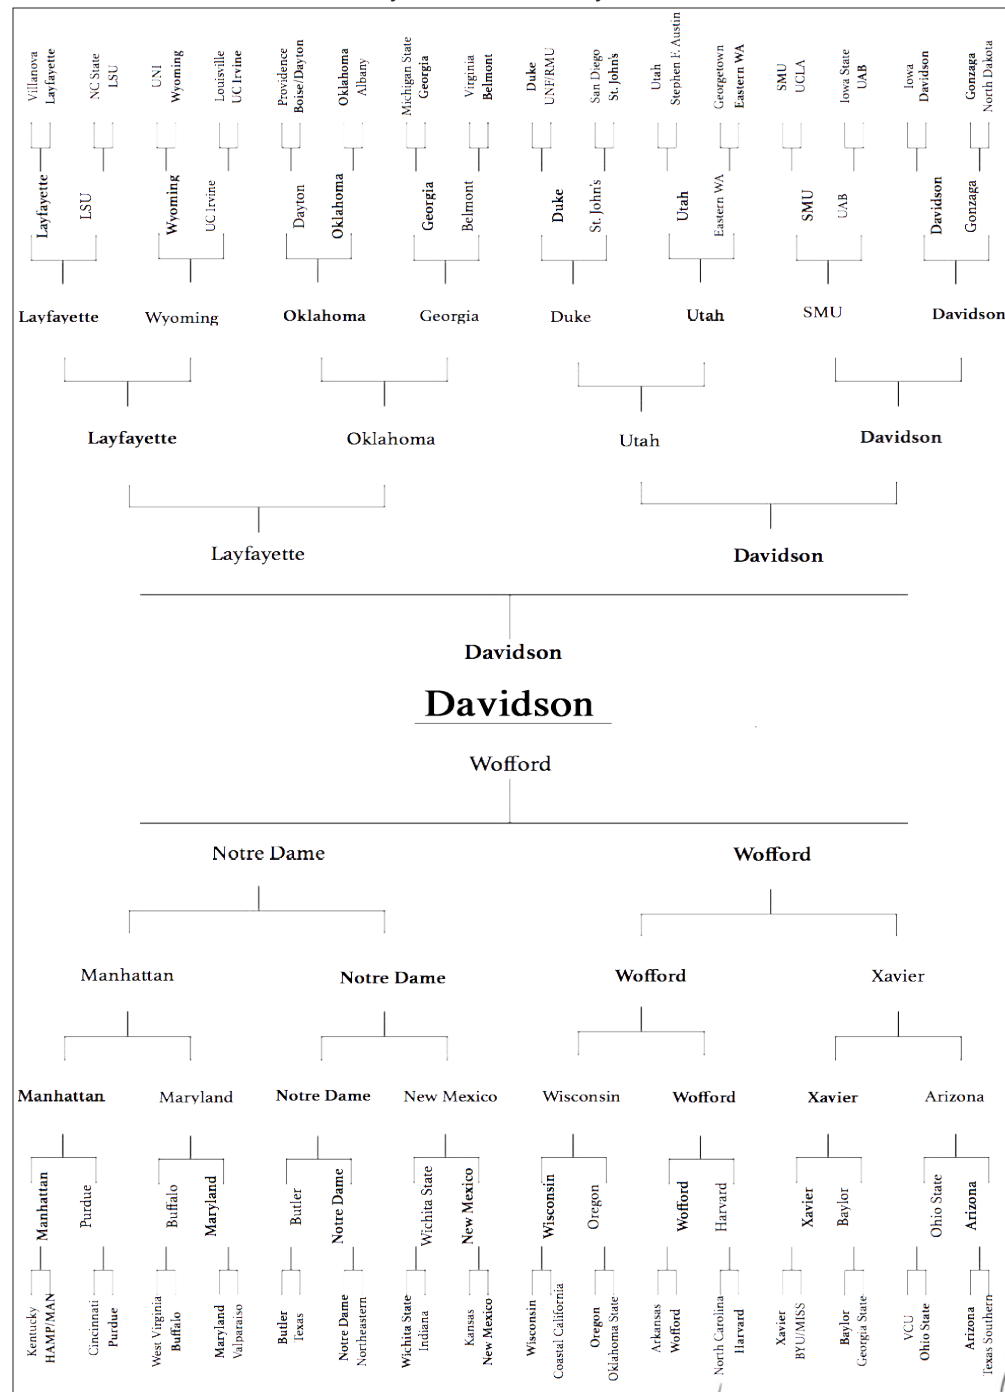 Villanova
Layfayette
NC State
LSU
UNI
Wyoming
Louisville
UC Irvine
Providence
Boise/Dayton
Oklahoma
Albany
Michigan State
Georgia
Virginia
Belmont
Duke
UNF/RMU
San Diego
St. John's
Utah
Stephen F. Austin
Georgetown
Eastern WA
SMU
UCLA
Iowa State
UAB
Iowa
Davidson
Gonzaga
North Dakota
Layfayette
LSU
Wyoming
UC Irvine
Dayton
Oklahoma
Georgia
Belmont
Duke
St. John's
Utah
Eastern WA
SMU
UAB
Davidson
Gonzaga
Layfayette
Wyoming
Oklahoma
Georgia
Duke
Utah
SMU
Davidson
Layfayette
Oklahoma
Utah
Davidson
Layfayette
Davidson
Davidson
Davidson
Wofford
Notre Dame
Wofford
Manhattan
Notre Dame
Wofford
Xavier
Manhattan
Maryland
Notre Dame
New Mexico
Wisconsin
Wofford
Xavier
Arizona
Manhattan
Purdue
Buffalo
Maryland
Butler
Notre Dame
Wichita State
New Mexico
Wisconsin
Oregon
Wofford
Harvard
Xavier
Baylor
Ohio State
Arizona
Kentucky
HAMP/MAN
Cincinnati
Purdue
West Virginia
Buffalo
Maryland
Valparaiso
Butler
Texas
Notre Dame
Northeastern
Wichita State
Indiana
Kansas
New Mexico
Wisconsin
Coastal California
Oregon
Oklahoma State
Arkansas
Wofford
North Carolina
Harvard
Xavier
BYU/MISS
Baylor
Georgia State
VCU
Ohio State
Arizona
Texas Southern